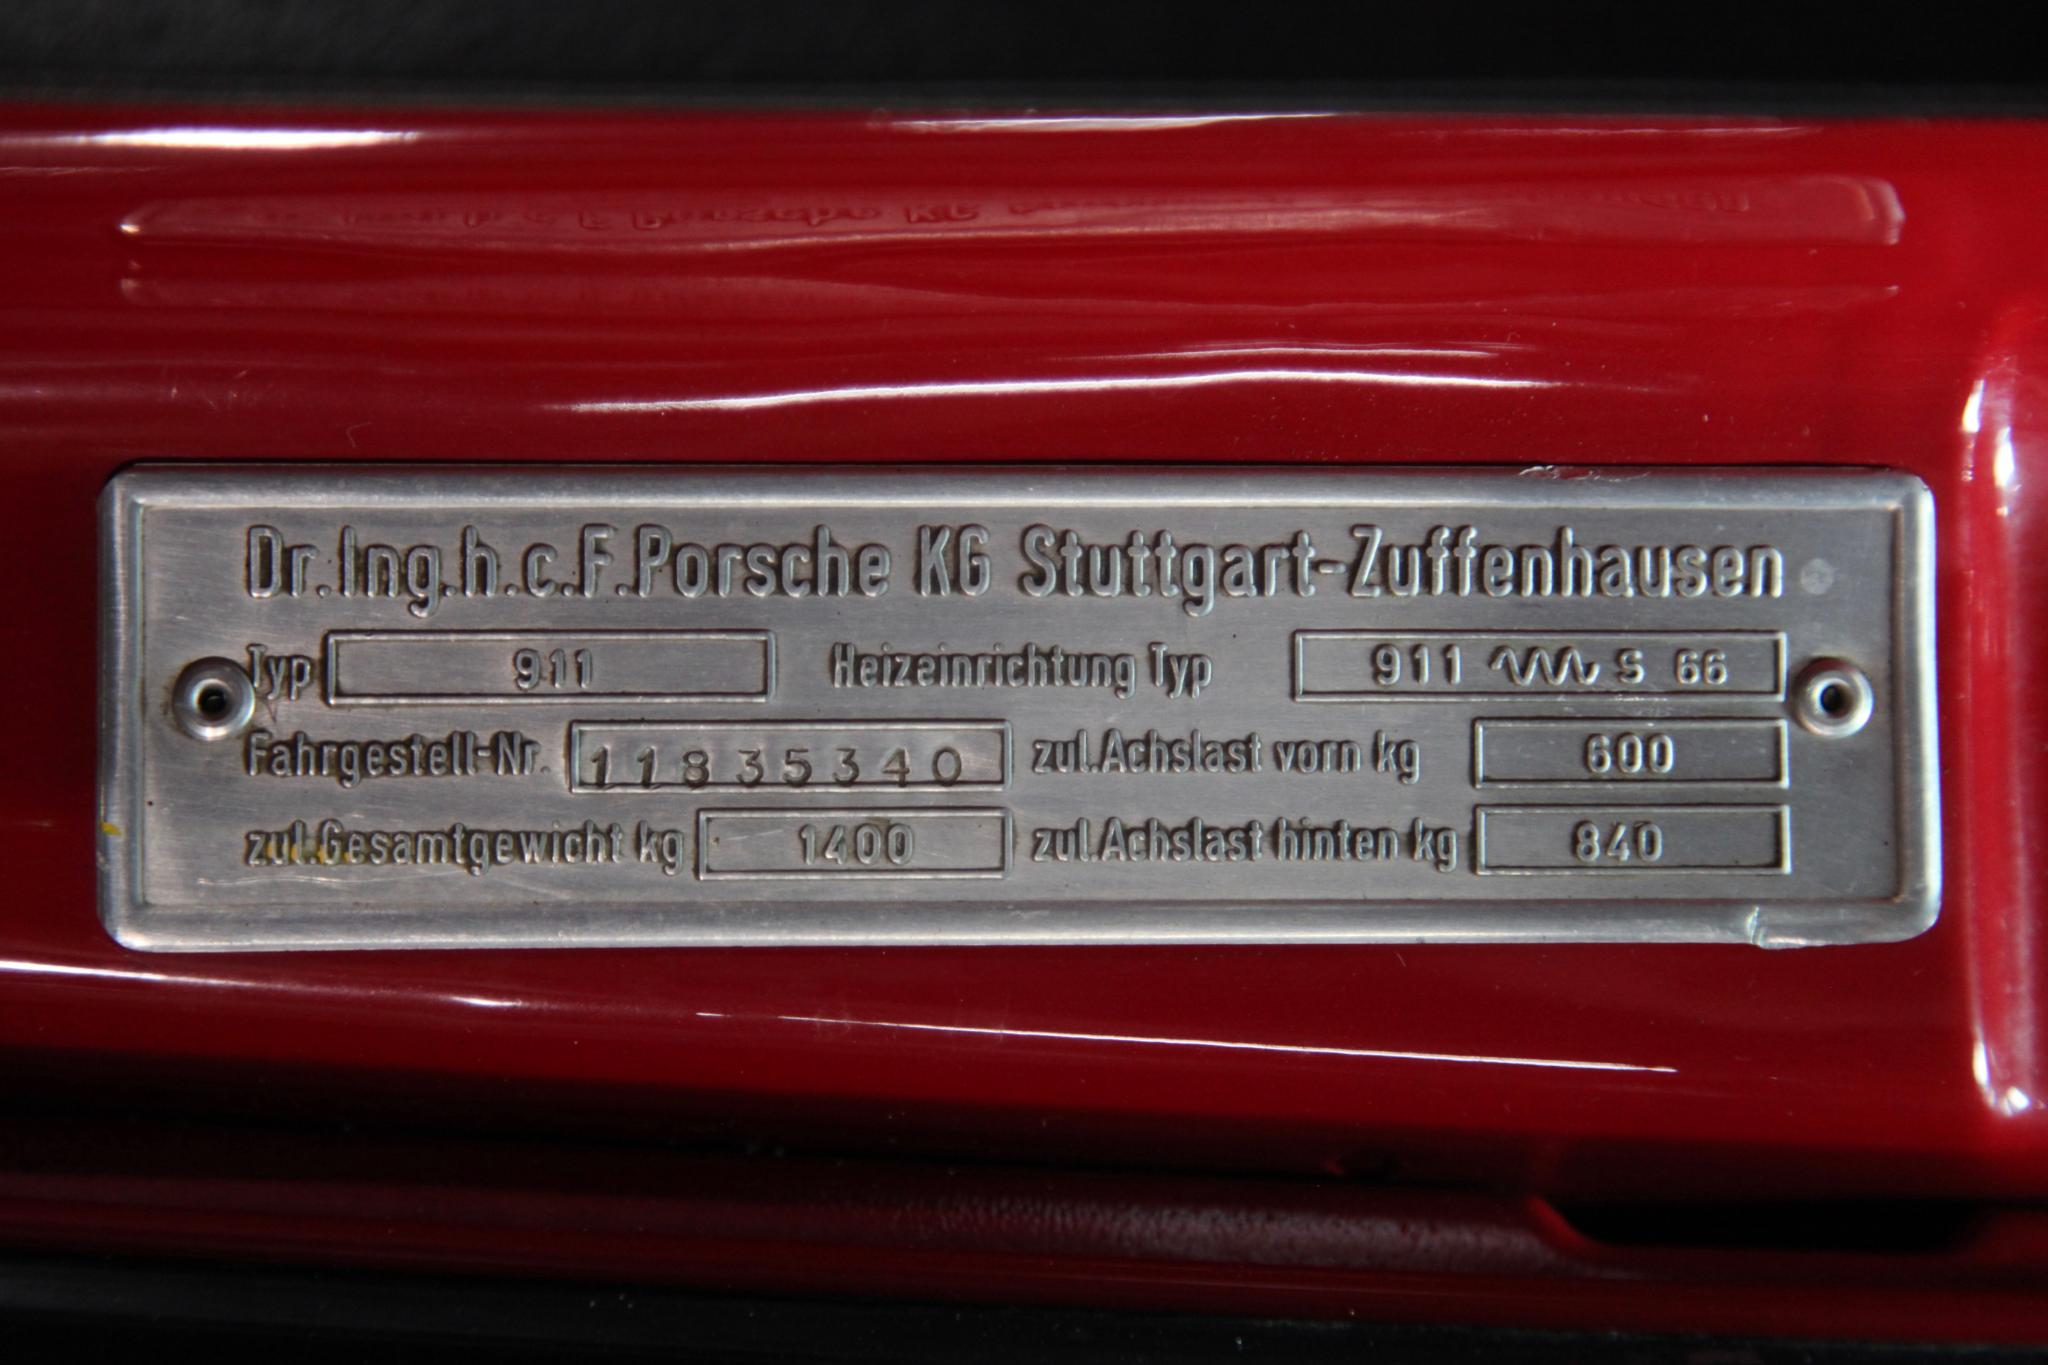 Dr.Ing.h.c.F.Porsche KG Stuttgart-Zuffenhausen
Typ 911 Heizeinrichtung Typ 911 S 66
Fahrgestell-Nr. 11835340 zul.Achslast vorn kg 600
zul.Gesamtgewicht kg 1400 zul.Achslast hinten kg 840